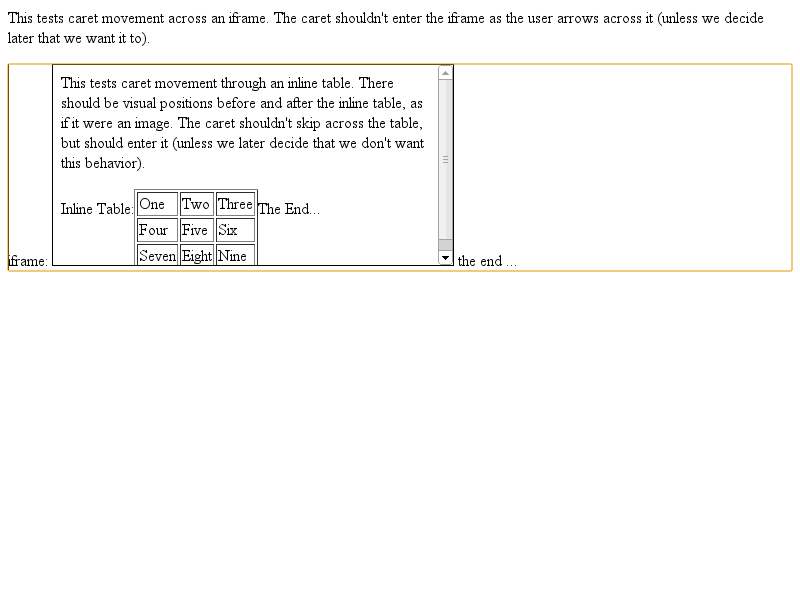 This tests caret movement across an iframe. The caret shouldn't enter the iframe as the user arrows across it (unless we decide
later that we want it to).
This tests caret movement through an inline table. There
should be visual positions before and after the inline table, as
if it were an image. The caret shouldn't skip across the table,
but should enter it (unless we later decide that we don't want
this behavior).
Inline Table: One Two Three The End...
Four Five Six
Seven Eight Nine
iframe: the end ...